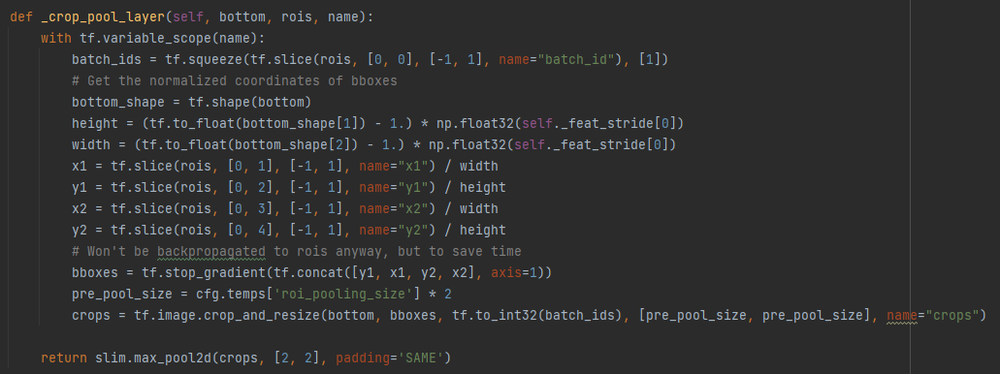 def _crop_pool_layer(self, bottom, rois, name):
    with tf.variable_scope(name):
        batch_ids = tf.squeeze(tf.slice(rois, [0, 0], [-1, 1], name="batch_id"), [1])
        # Get the normalized coordinates of bboxes
        bottom_shape = tf.shape(bottom)
        height = (tf.to_float(bottom_shape[1]) - 1.) * np.float32(self._feat_stride[0])
        width = (tf.to_float(bottom_shape[2]) - 1.) * np.float32(self._feat_stride[0])
        x1 = tf.slice(rois, [0, 1], [-1, 1], name="x1") / width
        y1 = tf.slice(rois, [0, 2], [-1, 1], name="y1") / height
        x2 = tf.slice(rois, [0, 3], [-1, 1], name="x2") / width
        y2 = tf.slice(rois, [0, 4], [-1, 1], name="y2") / height
        # Won't be backpropagated to rois anyway, but to save time
        bboxes = tf.stop_gradient(tf.concat([y1, x1, y2, x2], axis=1))
        pre_pool_size = cfg.temps['roi_pooling_size'] * 2
        crops = tf.image.crop_and_resize(bottom, bboxes, tf.to_int32(batch_ids), [pre_pool_size, pre_pool_size], name="crops")
    return slim.max_pool2d(crops, [2, 2], padding='SAME')